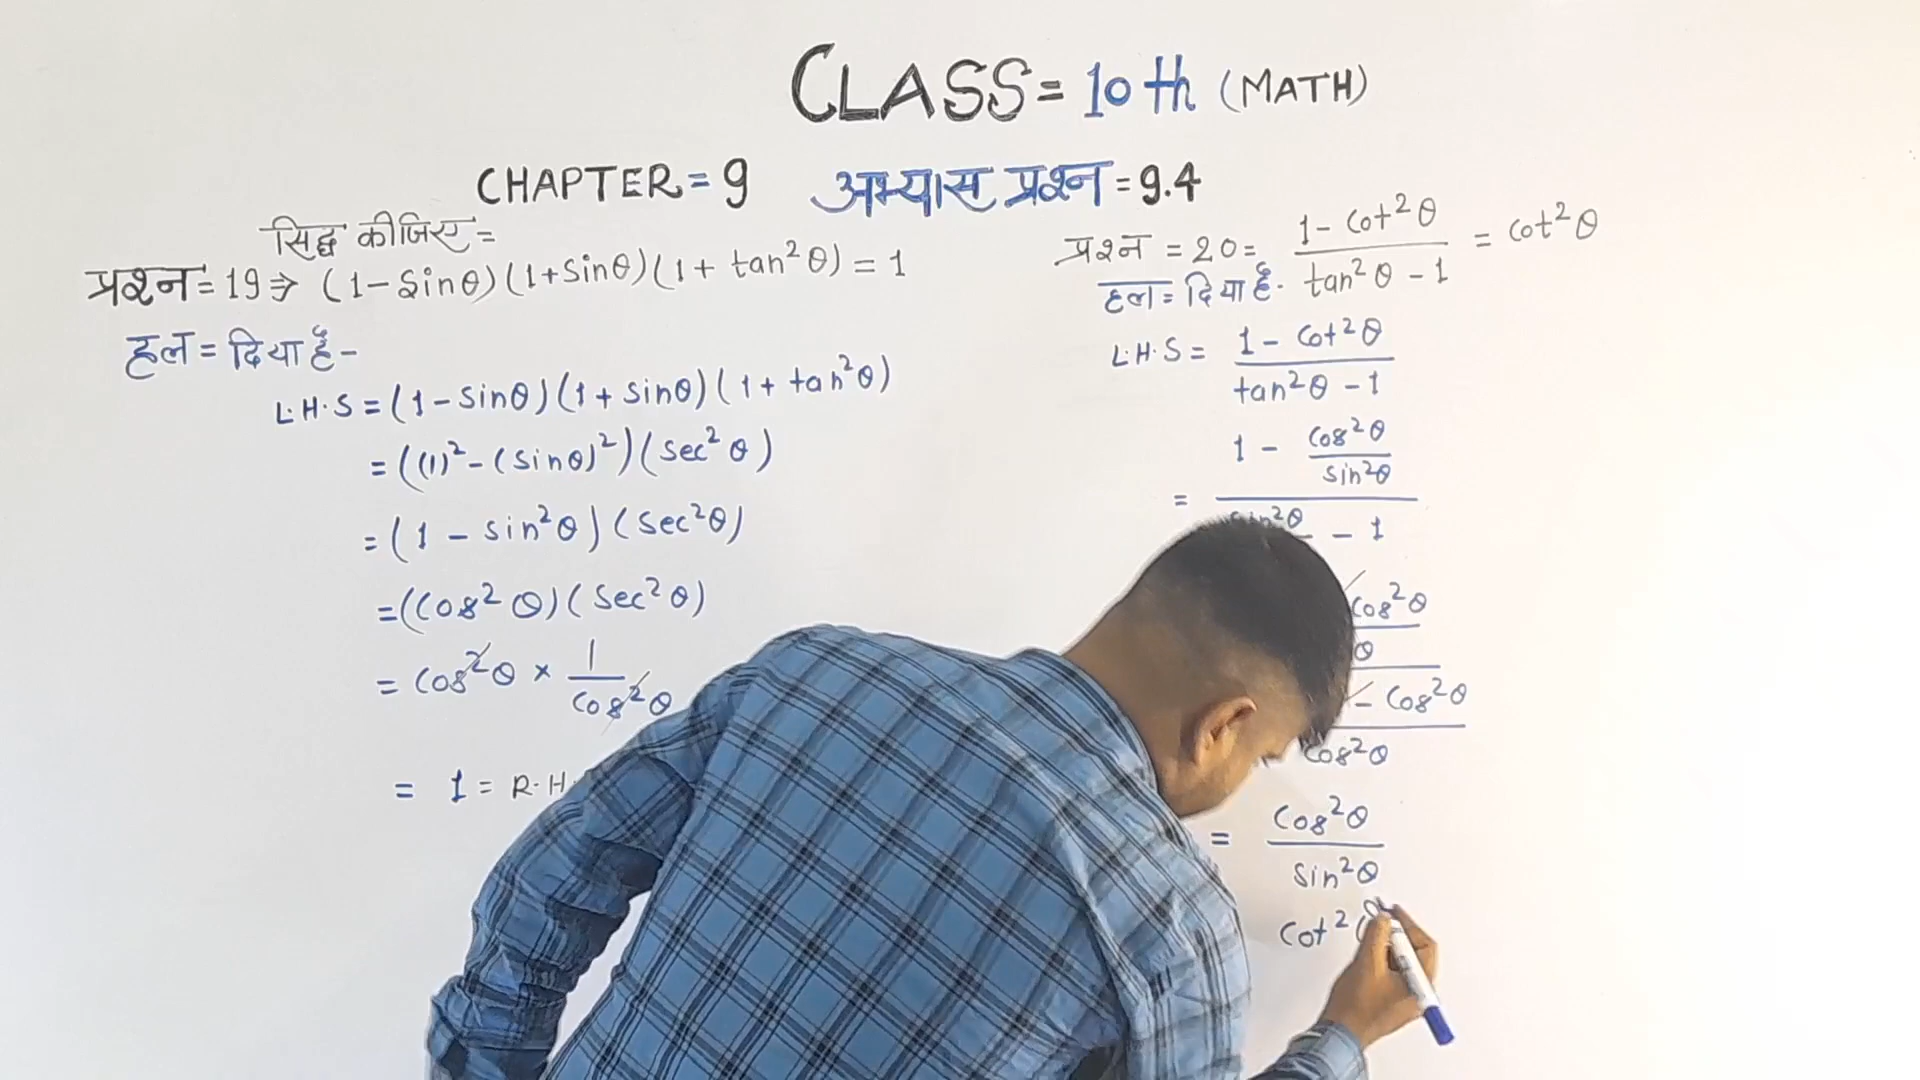 CLASS = 10th (MATH)
CHAPTER = 9 अभ्यास प्रश्न = 9.4
सिद्ध कीजिए =
प्रश्न = 19 ⇒ (1 - Sinθ) (1 + Sinθ) (1 + tan²θ) = 1
हल = दिया है -
L.H.S = (1 - Sinθ) (1 + sinθ) (1 + tan²θ)
= ((1)² - (sinθ)²) (Sec²θ)
= (1 - sin²θ) (Sec²θ)
= (Cos²θ) (Sec²θ)
= Cos²θ × 1/Cos²θ
= 1 = R.H.
प्रश्न = 20 = (1 - Cot²θ)/(tan²θ - 1) = Cot²θ
हल = दिया है -
L.H.S = (1 - Cot²θ)/(tan²θ - 1)
1 - Cos²θ/Sin²θ
=
sin²θ - 1
Cos²θ
θ
- Cos²θ
Cos²θ
= Cos²θ/Sin²θ
Cot²